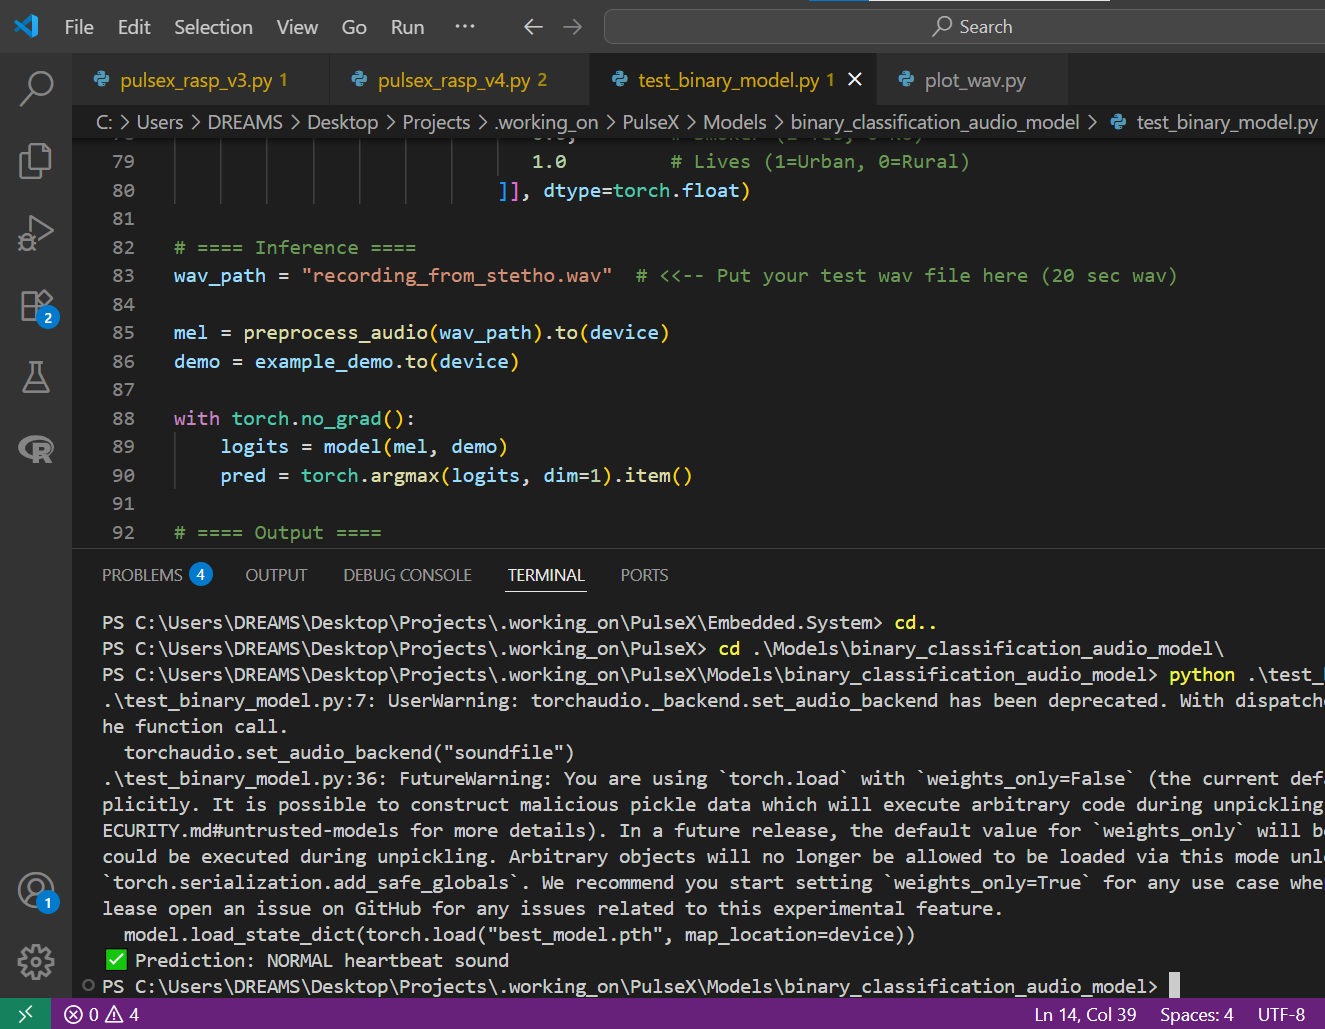 File Edit Selection View Go Run ··· Search
pulsex_rasp_v3.py 1 pulsex_rasp_v4.py 2 test_binary_model.py 1 plot_wav.py
C: > Users > DREAMS > Desktop > Projects > .working_on > PulseX > Models > binary_classification_audio_model > test_binary_model.py
79 1.0 # Lives (1=Urban, 0=Rural)
80 ]], dtype=torch.float)
81
82 # ==== Inference ====
83 wav_path = "recording_from_stetho.wav" # <<-- Put your test wav file here (20 sec wav)
84
85 mel = preprocess_audio(wav_path).to(device)
86 demo = example_demo.to(device)
87
88 with torch.no_grad():
89 logits = model(mel, demo)
90 pred = torch.argmax(logits, dim=1).item()
91
92 # ==== Output ====
PROBLEMS 4 OUTPUT DEBUG CONSOLE TERMINAL PORTS
PS C:\Users\DREAMS\Desktop\Projects\.working_on\PulseX\Embedded.System> cd..
PS C:\Users\DREAMS\Desktop\Projects\.working_on\PulseX> cd .\Models\binary_classification_audio_model\
PS C:\Users\DREAMS\Desktop\Projects\.working_on\PulseX\Models\binary_classification_audio_model> python .\test_
.\test_binary_model.py:7: UserWarning: torchaudio._backend.set_audio_backend has been deprecated. With dispatch
he function call.
torchaudio.set_audio_backend("soundfile")
.\test_binary_model.py:36: FutureWarning: You are using `torch.load` with `weights_only=False` (the current def
plicitly. It is possible to construct malicious pickle data which will execute arbitrary code during unpickling
ECURITY.md#untrusted-models for more details). In a future release, the default value for `weights_only` will b
could be executed during unpickling. Arbitrary objects will no longer be allowed to be loaded via this mode unl
`torch.serialization.add_safe_globals`. We recommend you start setting `weights_only=True` for any use case whe
lease open an issue on GitHub for any issues related to this experimental feature.
model.load_state_dict(torch.load("best_model.pth", map_location=device))
✅ Prediction: NORMAL heartbeat sound
PS C:\Users\DREAMS\Desktop\Projects\.working_on\PulseX\Models\binary_classification_audio_model>
2
R
1
0 4 Ln 14, Col 39 Spaces: 4 UTF-8